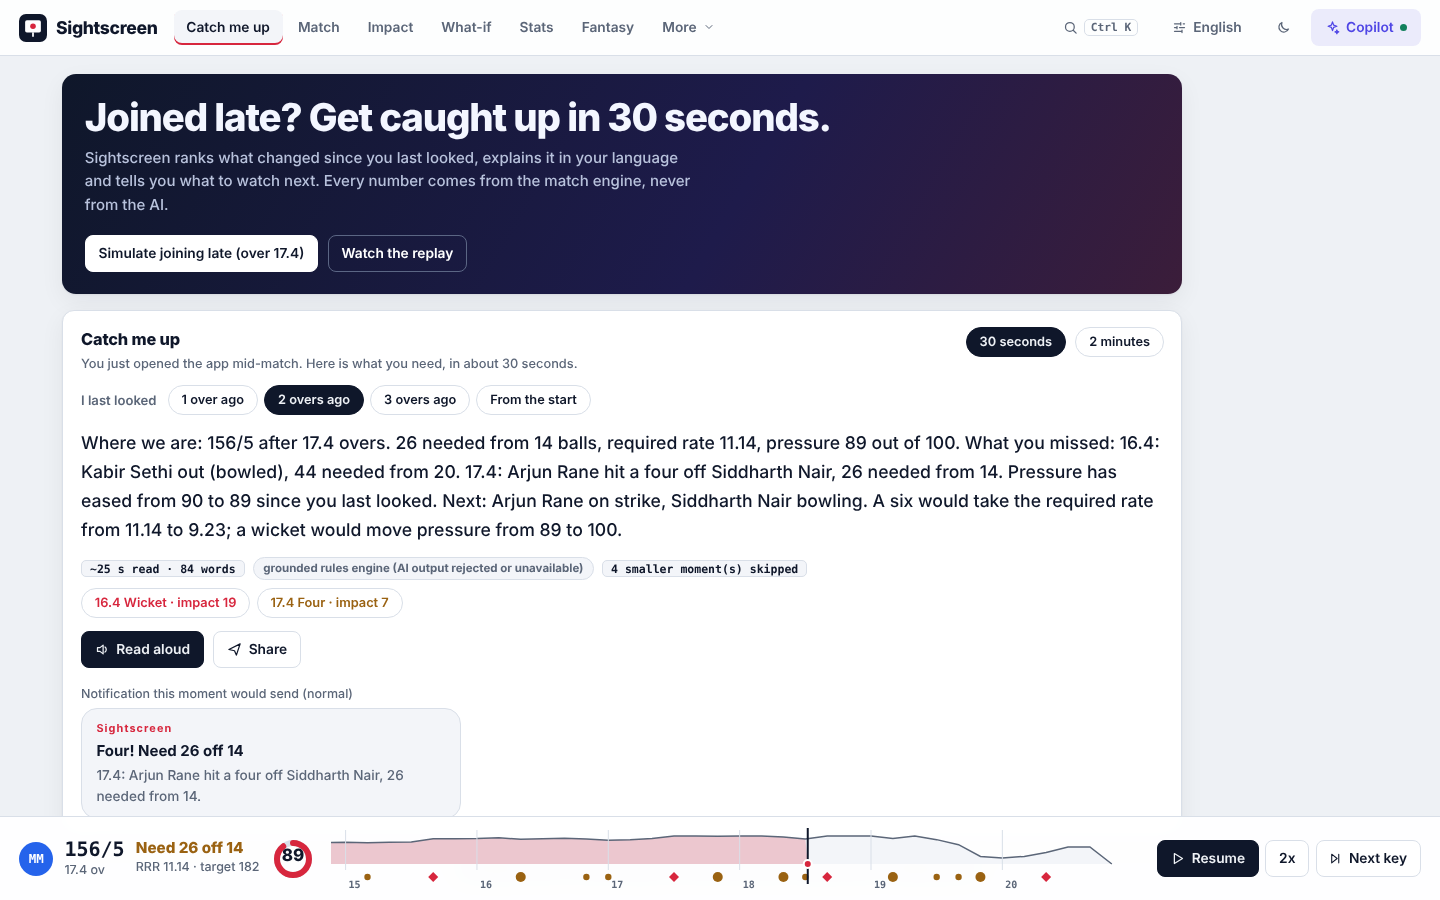 Sightscreen
Catch me up
Match
Impact
What-if
Stats
Fantasy
More
Ctrl K
English
Copilot
Joined late? Get caught up in 30 seconds.
Sightscreen ranks what changed since you last looked, explains it in your language
and tells you what to watch next. Every number comes from the match engine, never
from the AI.
Simulate joining late (over 17.4)
Watch the replay
Catch me up
30 seconds
2 minutes
You just opened the app mid-match. Here is what you need, in about 30 seconds.
I last looked
1 over ago
2 overs ago
3 overs ago
From the start
Where we are: 156/5 after 17.4 overs. 26 needed from 14 balls, required rate 11.14, pressure 89 out of 100. What you missed: 16.4:
Kabir Sethi out (bowled), 44 needed from 20. 17.4: Arjun Rane hit a four off Siddharth Nair, 26 needed from 14. Pressure has
eased from 90 to 89 since you last looked. Next: Arjun Rane on strike, Siddharth Nair bowling. A six would take the required rate
from 11.14 to 9.23; a wicket would move pressure from 89 to 100.
~25 s read · 84 words
grounded rules engine (AI output rejected or unavailable)
4 smaller moment(s) skipped
16.4 Wicket · impact 19
17.4 Four · impact 7
Read aloud
Share
Notification this moment would send (normal)
Sightscreen
Four! Need 26 off 14
17.4: Arjun Rane hit a four off Siddharth Nair, 26
needed from 14.
MM
156/5
17.4 ov
Need 26 off 14
RRR 11.14 · target 182
89
15
16
17
18
19
20
Resume
2x
Next key